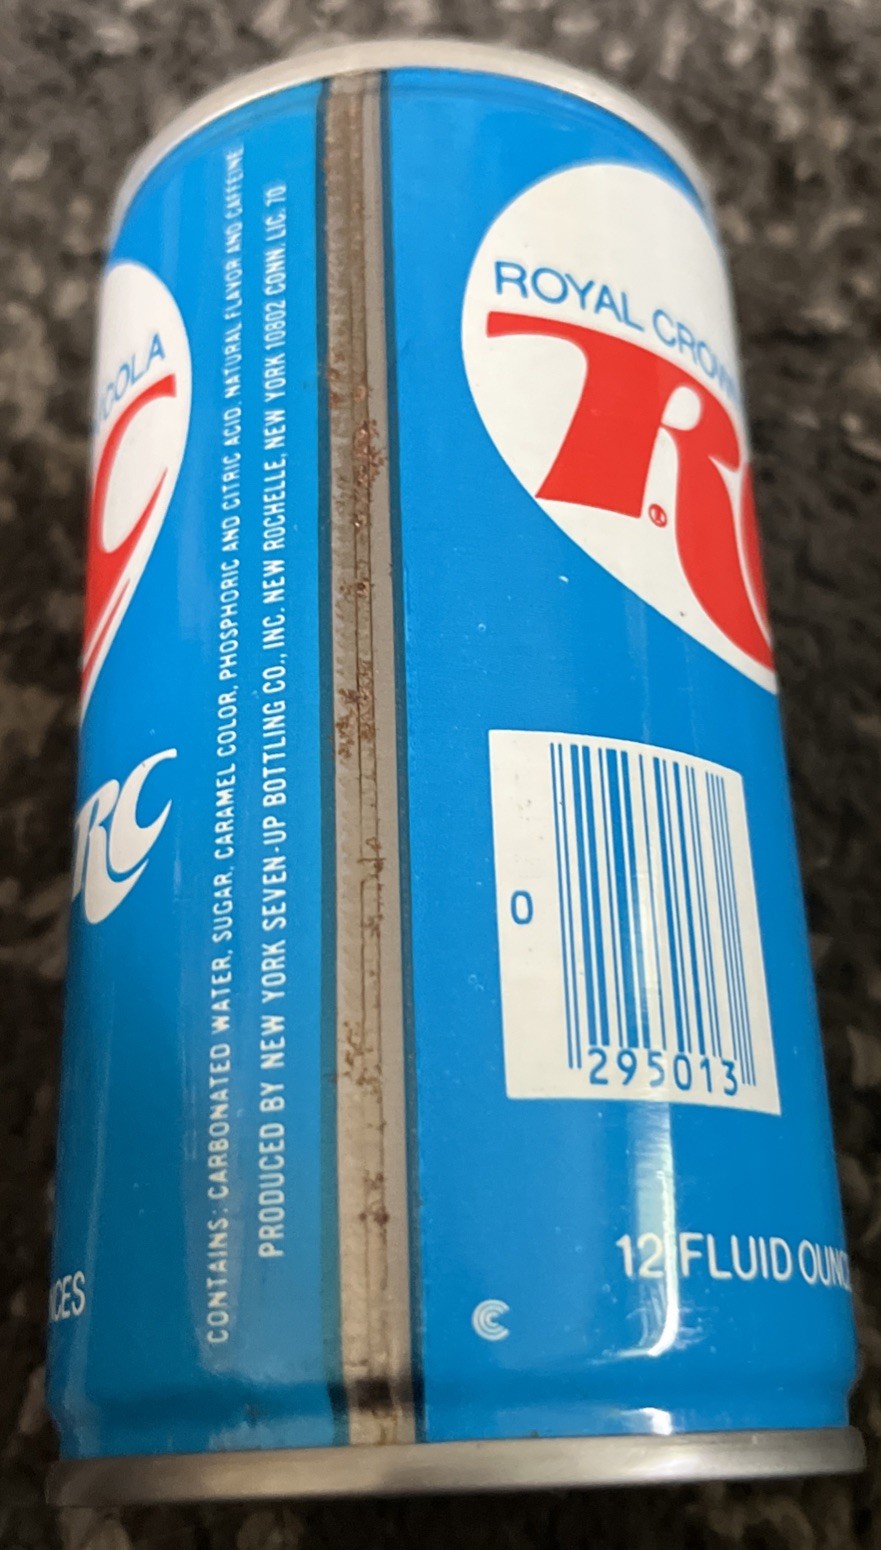 COLA
C
RC
CES
CONTAINS: CARBONATED WATER, SUGAR, CARAMEL COLOR, PHOSPHORIC AND CITRIC ACID, NATURAL FLAVOR AND CAFFEINE
PRODUCED BY NEW YORK SEVEN-UP BOTTLING CO., INC. NEW ROCHELLE, NEW YORK 10802 CONN. LIC. 70
ROYAL CROWN
RC
®
0
295013
12 FLUID OUNC